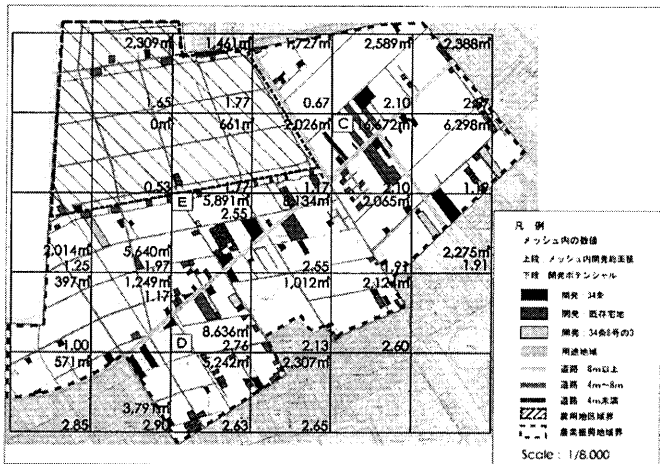 2,309㎡ 1,461㎡ 1,727㎡ 2,589㎡ 2,388㎡
1.65 1.77 0.67 2.10
0㎡ 661㎡ 2,026㎡ C 16,672㎡ 6,298㎡
0.53 1.77 1.17 2.10 1.19
E 5,891㎡ 8,134㎡ 2,065㎡
2.55
2,014㎡ 5,640㎡ 2,275㎡
1.25 1.97 2.55 1.91 1.91
397㎡ 1,249㎡ 1,012㎡ 2,124㎡
1.17
8,636㎡
1.00 D 2.76 2.13 2.60
571㎡ 5,242㎡ 2,307㎡
3,791㎡
2.85 2.90 2.63 2.65
凡 例
メッシュ内の数値
上段 メッシュ内開発総面積
下段 開発ポテンシャル
開発 34条
開発 既存宅地
開発 34条8号の3
用途地域
道路 8m以上
道路 4m～8m
道路 4m未満
農用地区域界
農業振興地域界
Scale : 1/8.000